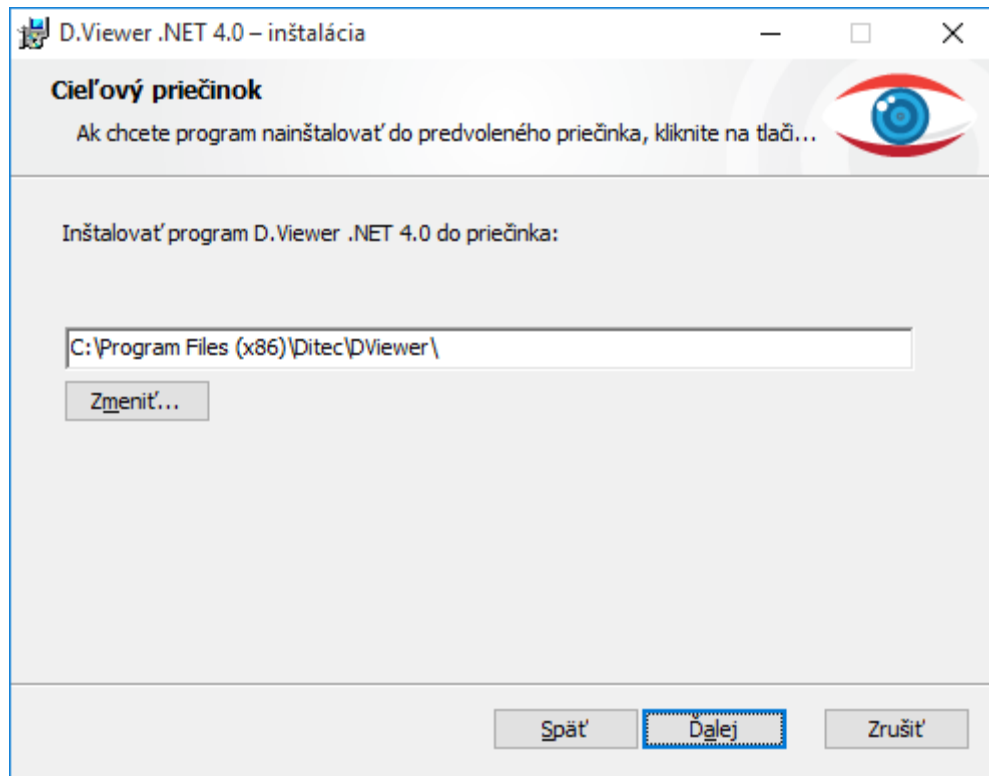 D.Viewer .NET 4.0 – inštalácia
Cieľový priečinok
Ak chcete program nainštalovať do predvoleného priečinka, kliknite na tlači...
Inštalovať program D.Viewer .NET 4.0 do priečinka:
C:\Program Files (x86)\Ditec\DViewer\
Zmeniť...
Späť
Ďalej
Zrušiť